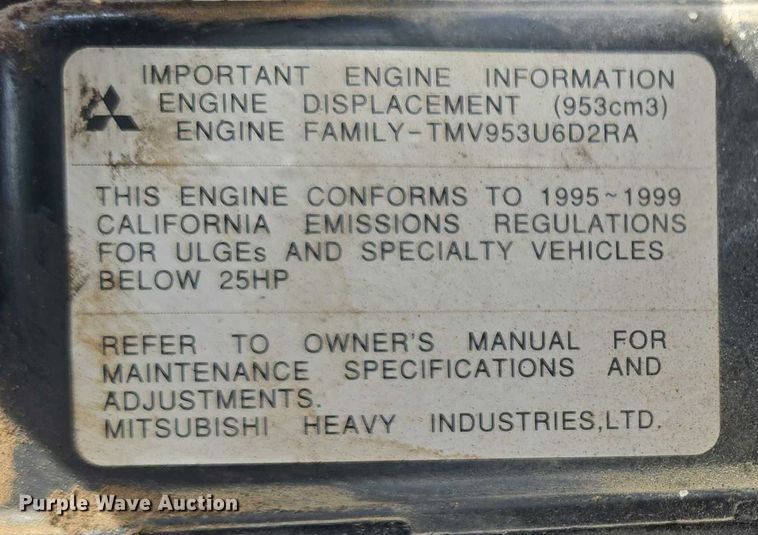 IMPORTANT ENGINE INFORMATION
ENGINE DISPLACEMENT (953cm3)
ENGINE FAMILY-TMV953U6D2RA
THIS ENGINE CONFORMS TO 1995~1999
CALIFORNIA EMISSIONS REGULATIONS
FOR ULGEs AND SPECIALTY VEHICLES
BELOW 25HP
REFER TO OWNER'S MANUAL FOR
MAINTENANCE SPECIFICATIONS AND
ADJUSTMENTS.
MITSUBISHI HEAVY INDUSTRIES,LTD.
Purple Wave Auction